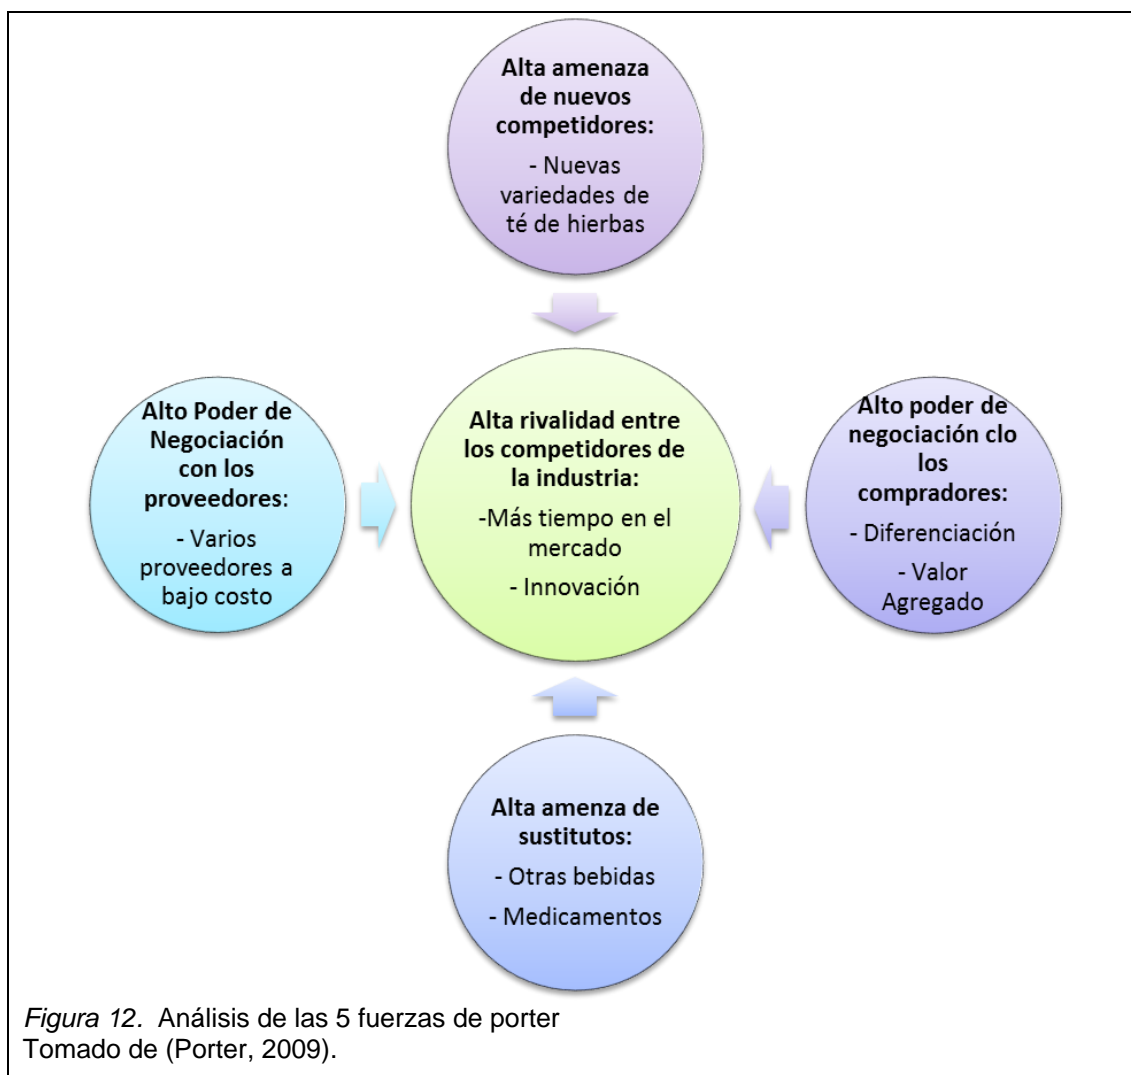 Alta amenaza
de nuevos
competidores:
- Nuevas
variedades de
té de hierbas
Alto Poder de
Negociación
con los
proveedores:
- Varios
proveedores a
bajo costo
Alta rivalidad entre
los competidores de
la industria:
-Más tiempo en el
mercado
- Innovación
Alto poder de
negociación clo
los
compradores:
- Diferenciación
- Valor
Agregado
Alta amenza de
sustitutos:
- Otras bebidas
- Medicamentos
Figura 12. Análisis de las 5 fuerzas de porter
Tomado de (Porter, 2009).